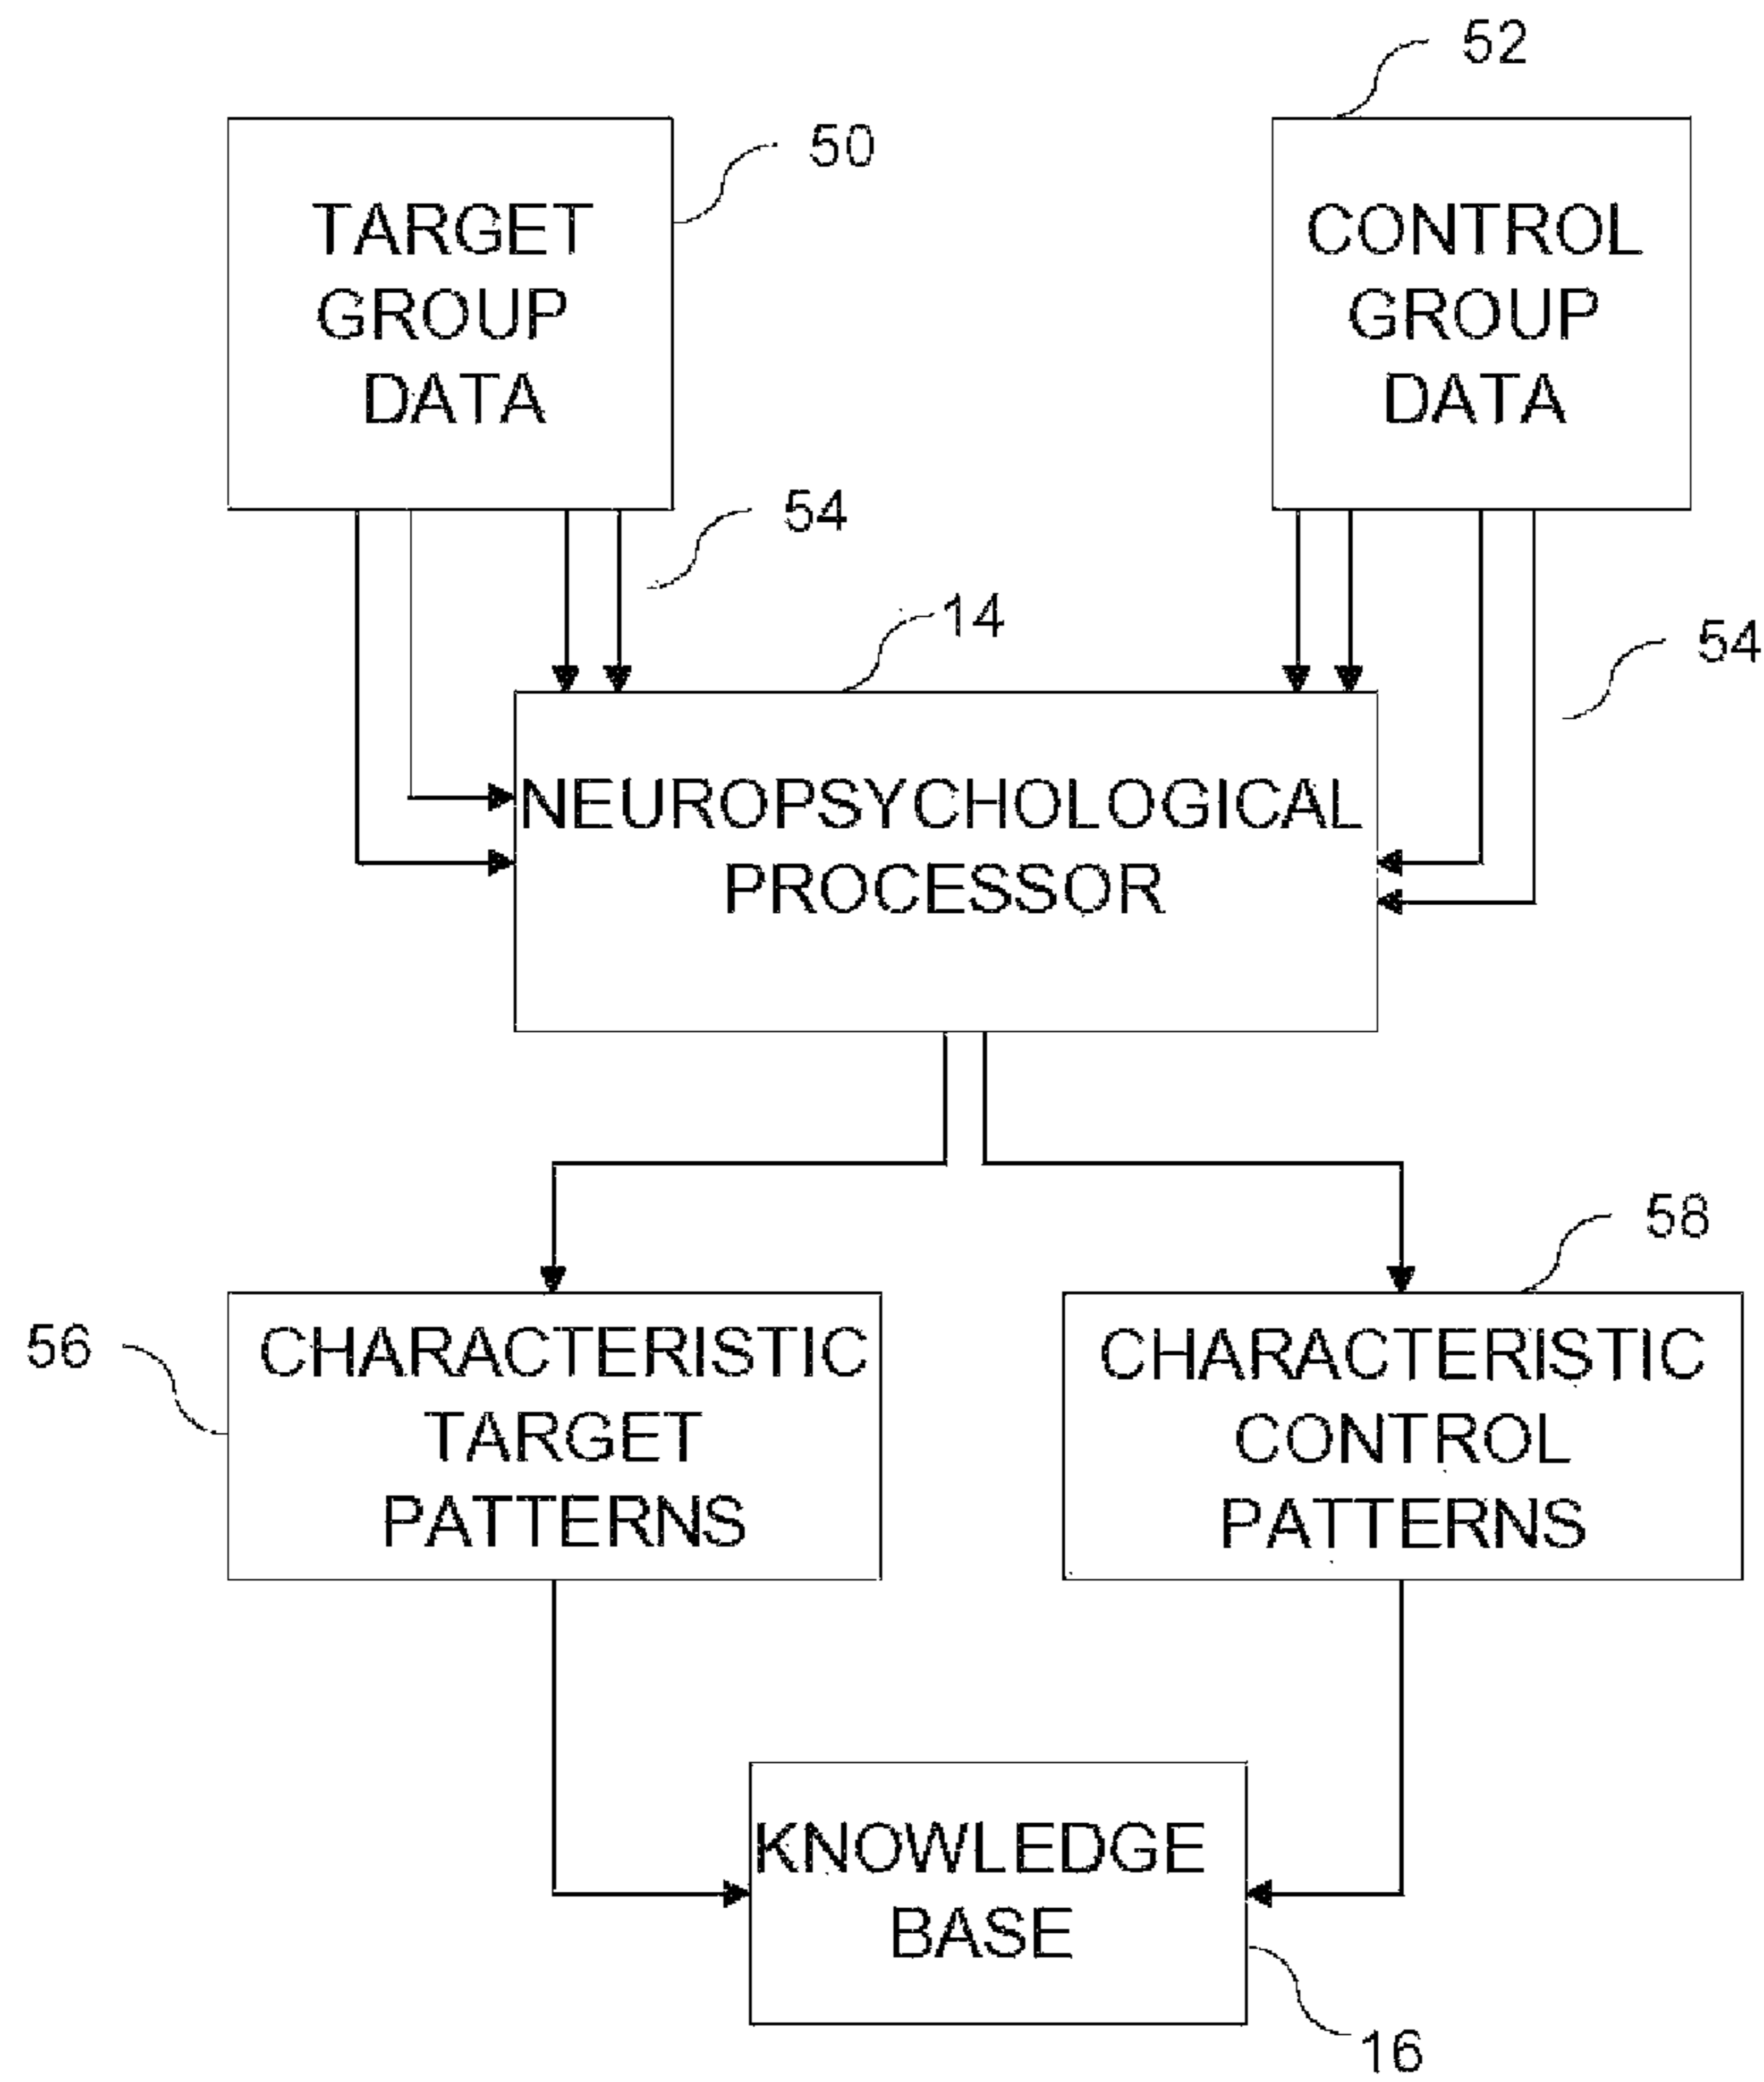 52
50
TARGET
GROUP
DATA
CONTROL
GROUP
DATA
54
14
54
NEUROPSYCHOLOGICAL
PROCESSOR
58
56
CHARACTERISTIC
TARGET
PATTERNS
CHARACTERISTIC
CONTROL
PATTERNS
KNOWLEDGE
BASE
16